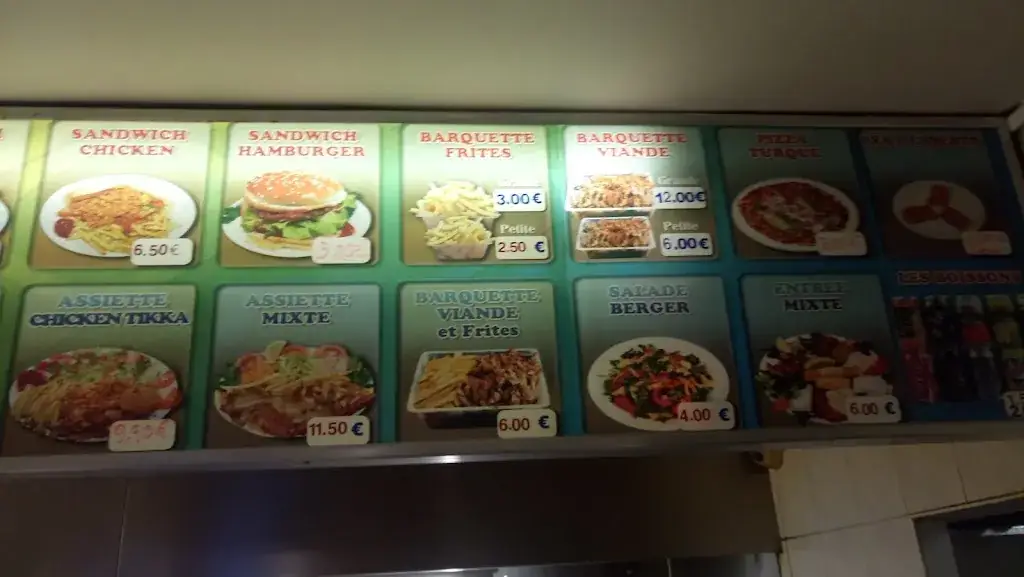 SANDWICH
CHICKEN
6.50€
SANDWICH
HAMBURGER
BARQUETTE
FRITES
3.00€
Petite
2.50 €
BARQUETTE
VIANDE
Grande
12.00€
Petite
6.00 €
PIZZA
TURQUE
ASSIETTE
CHICKEN TIKKA
ASSIETTE
MIXTE
11.50 €
BARQUETTE
VIANDE
et Frites
6.00 €
SALADE
BERGER
4.00 €
ENTREE
MIXTE
6.00 €
LES BOISSONS